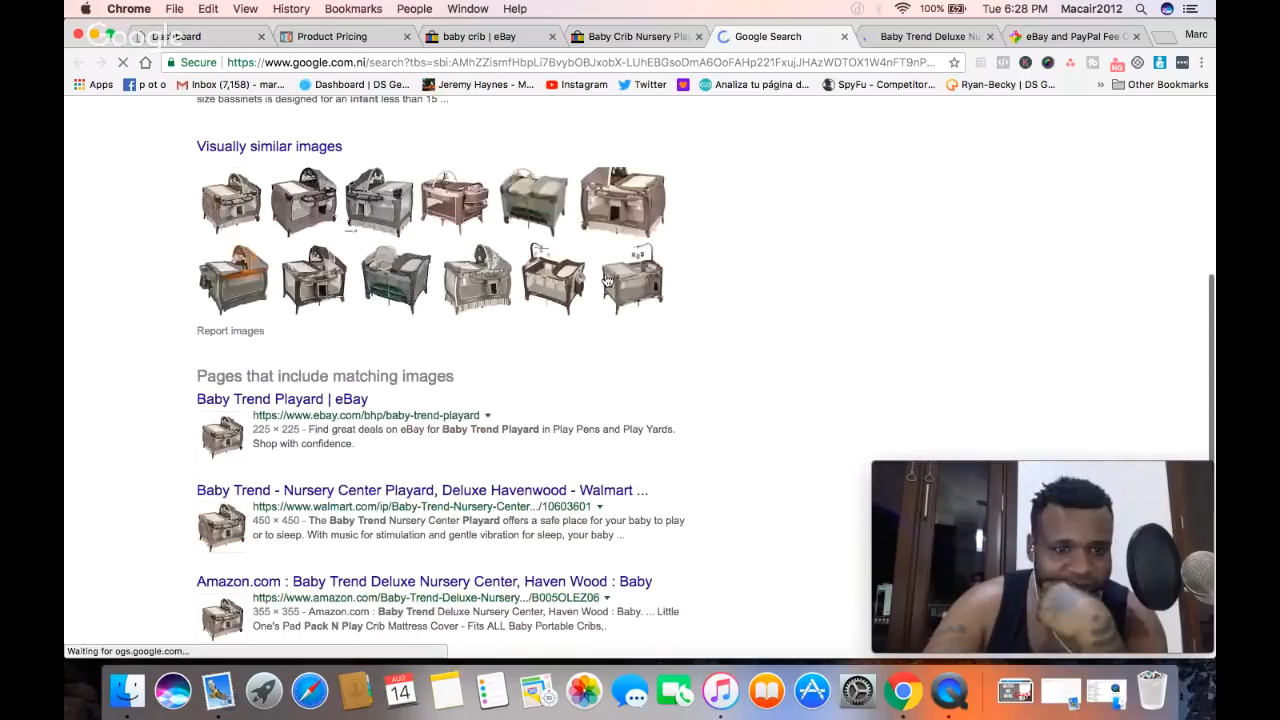 Chrome File Edit View History Bookmarks People Window Help 100% Tue 6:28 PM Macair2012
Google
Dashboard Product Pricing baby crib | eBay Baby Crib Nursery Pla Google Search Baby Trend Deluxe Nu eBay and PayPal Fee C Marc
Secure https://www.google.com.ni/search?tbs=sbi:
Apps p ot o Inbox (7,158) - mar... Dashboard | DS Ge... Jeremy Haynes - M... Instagram Twitter Analiza tu página d... SpyFu - Competitor... Ryan-Becky | DS G... » Other Bookmarks
size bassinets is designed for an infant less than 15 ...
Visually similar images
Report images
Pages that include matching images
Baby Trend Playard | eBay
https://www.ebay.com/bhp/baby-trend-playard
225 × 225 - Find great deals on eBay for Baby Trend Playard in Play Pens and Play Yards.
Shop with confidence.
Baby Trend - Nursery Center Playard, Deluxe Havenwood - Walmart ...
https://www.walmart.com/ip/Baby-Trend-Nursery-Center.../10603601
450 × 450 - The Baby Trend Nursery Center Playard offers a safe place for your baby to play
or to sleep. With music for stimulation and gentle vibration for sleep, your baby ...
Amazon.com : Baby Trend Deluxe Nursery Center, Haven Wood : Baby
https://www.amazon.com/Baby-Trend-Deluxe-Nursery.../B005OLEZ06
355 × 355 - Amazon.com : Baby Trend Deluxe Nursery Center, Haven Wood : Baby. ... Little
One's Pad Pack N Play Crib Mattress Cover - Fits ALL Baby Portable Cribs,.
Waiting for ogs.google.com...
AUG
14